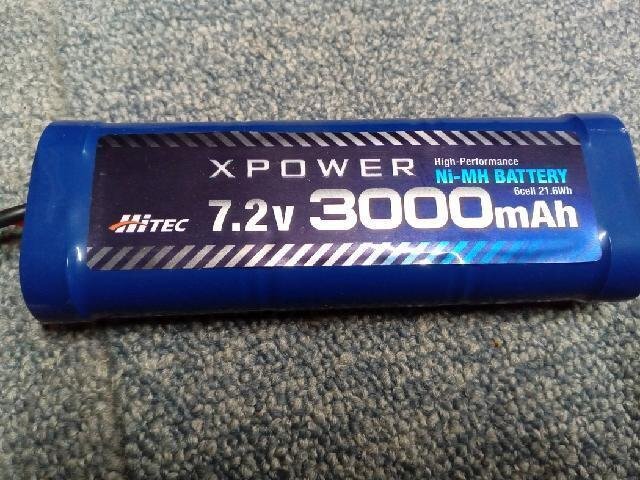 XPOWER
High-Performance
Ni-MH BATTERY
6cell 21.6Wh
HiTEC
7.2V 3000mAh